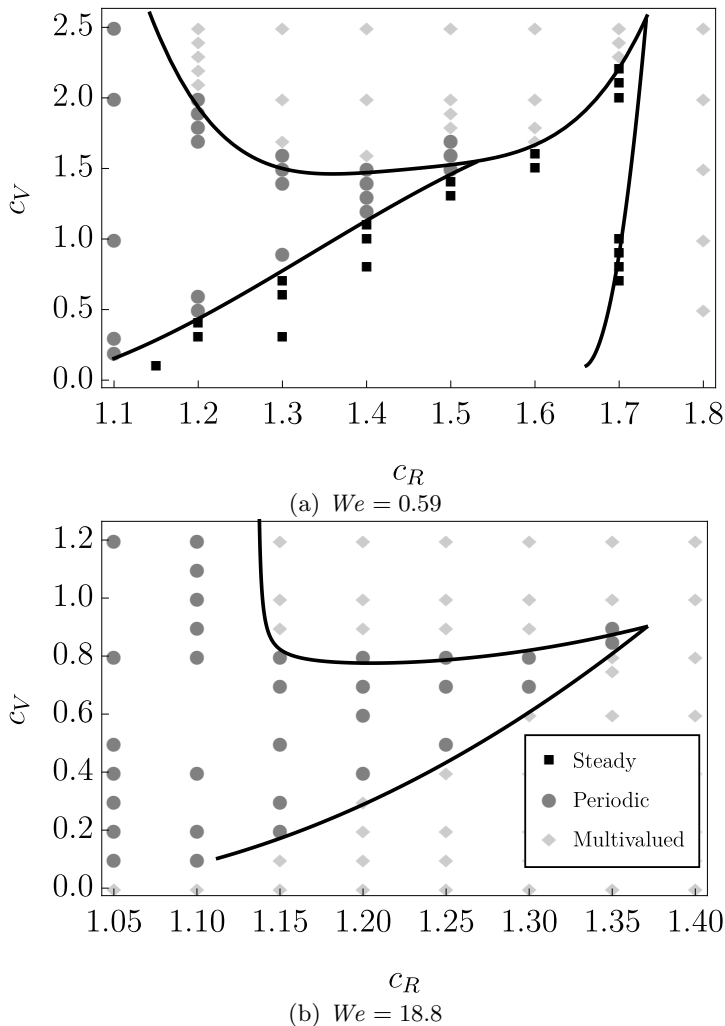 2.5
2.0
1.5
1.0
0.5
0.0
c_V
1.1 1.2 1.3 1.4 1.5 1.6 1.7 1.8
c_R
(a) We = 0.59
1.2
1.0
0.8
0.6
0.4
0.2
0.0
c_V
Steady
Periodic
Multivalued
1.05 1.10 1.15 1.20 1.25 1.30 1.35 1.40
c_R
(b) We = 18.8